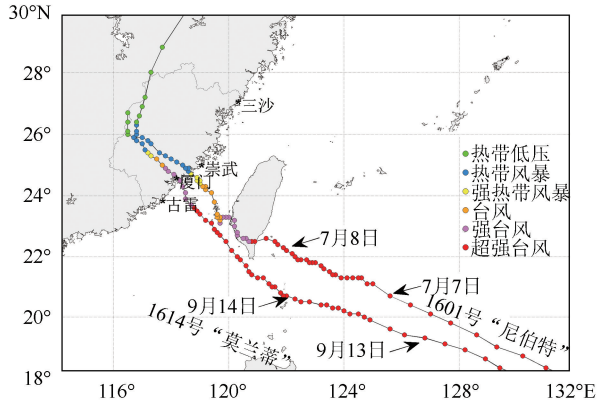 30°N
28°
26°
24°
22°
20°
18°
116°
120°
124°
128°
132°E
三沙
崇武
厦门
古雷
热带低压
热带风暴
强热带风暴
台风
强台风
超强台风
7月8日
7月7日
1601号“尼伯特”
9月14日
1614号“莫兰蒂”
9月13日